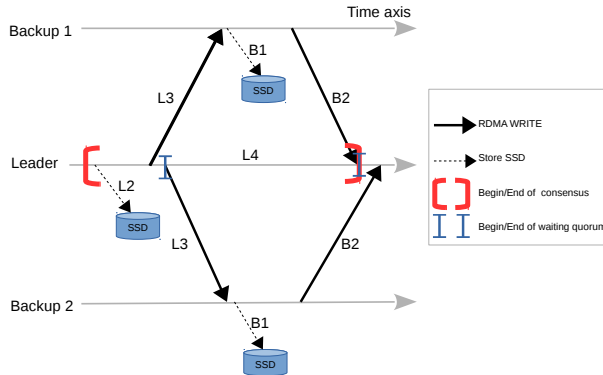 Time axis
Backup 1
B1
SSD
L3
B2
RDMA WRITE
Leader
L4
Store SSD
L2
Begin/End of consensus
SSD
Begin/End of waiting quorum
L3
B2
Backup 2
B1
SSD